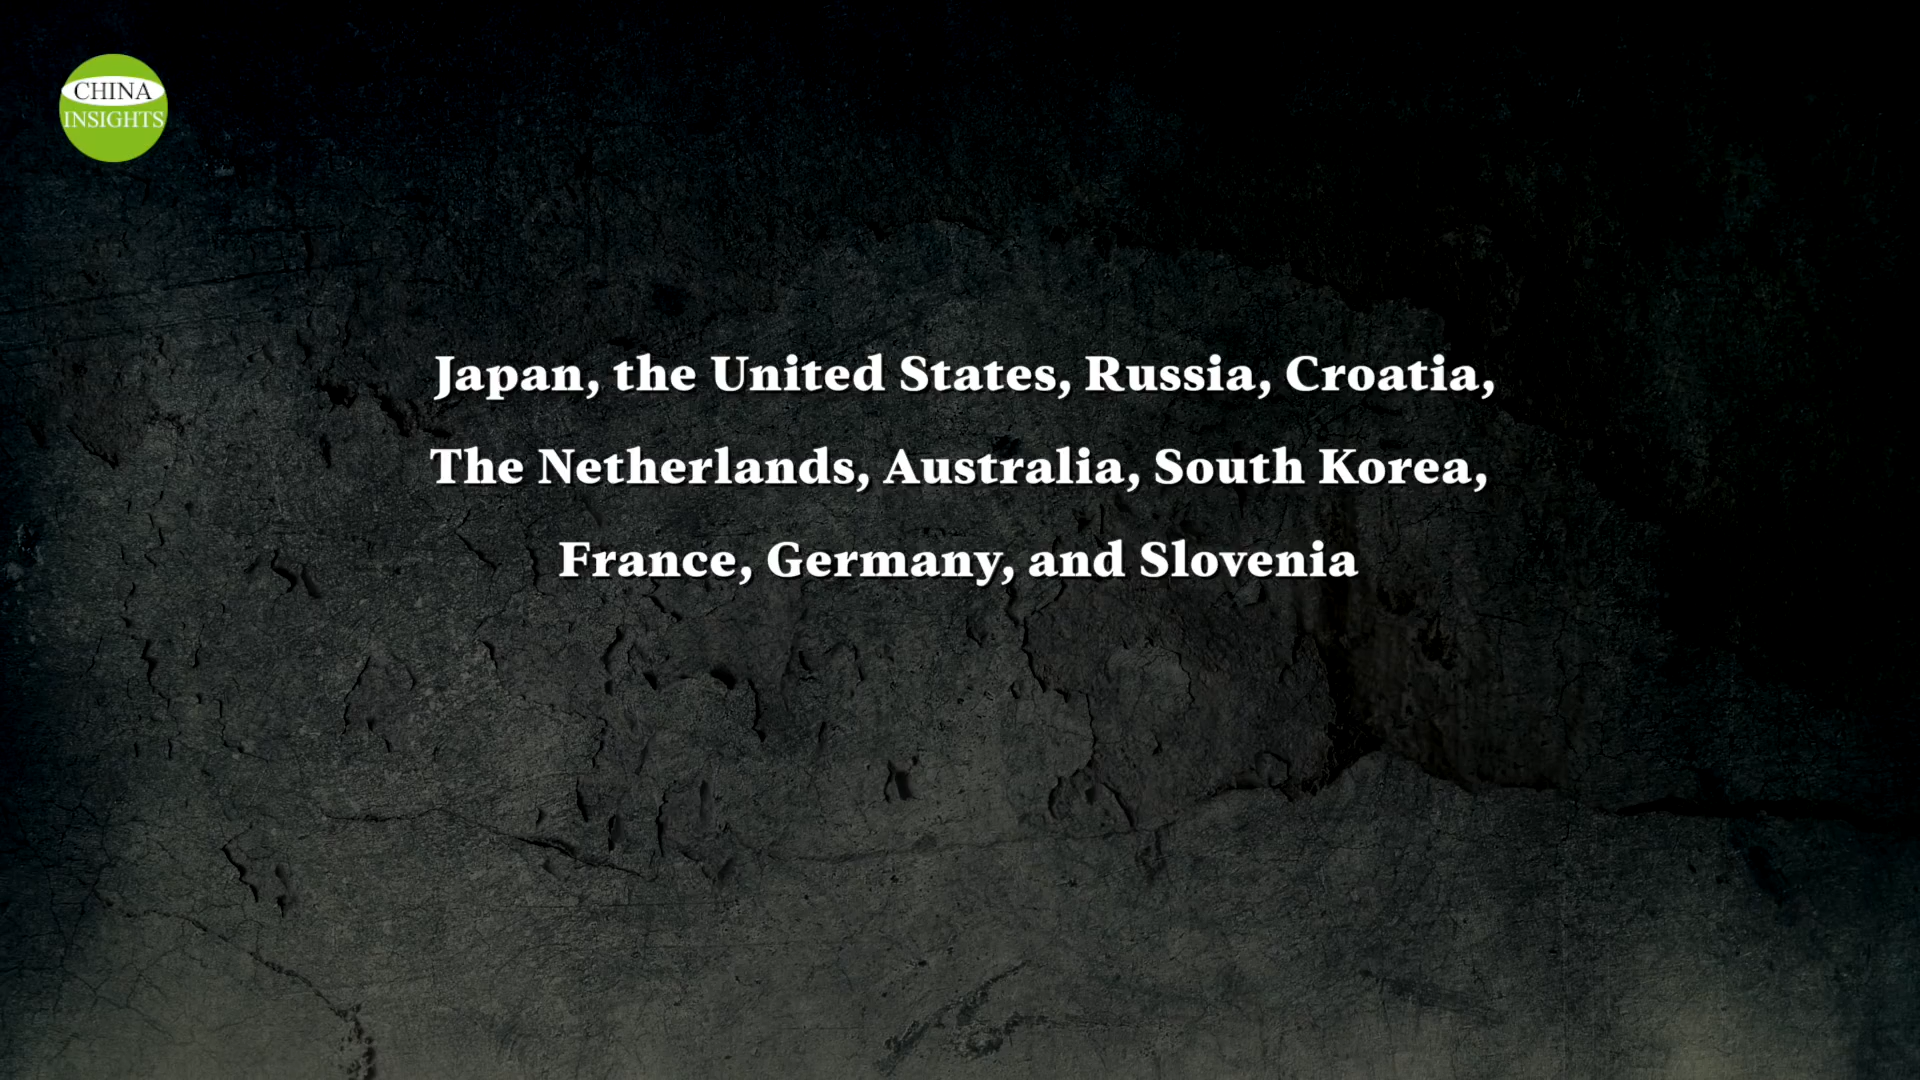 CHINA
INSIGHTS
Japan, the United States, Russia, Croatia,
The Netherlands, Australia, South Korea,
France, Germany, and Slovenia